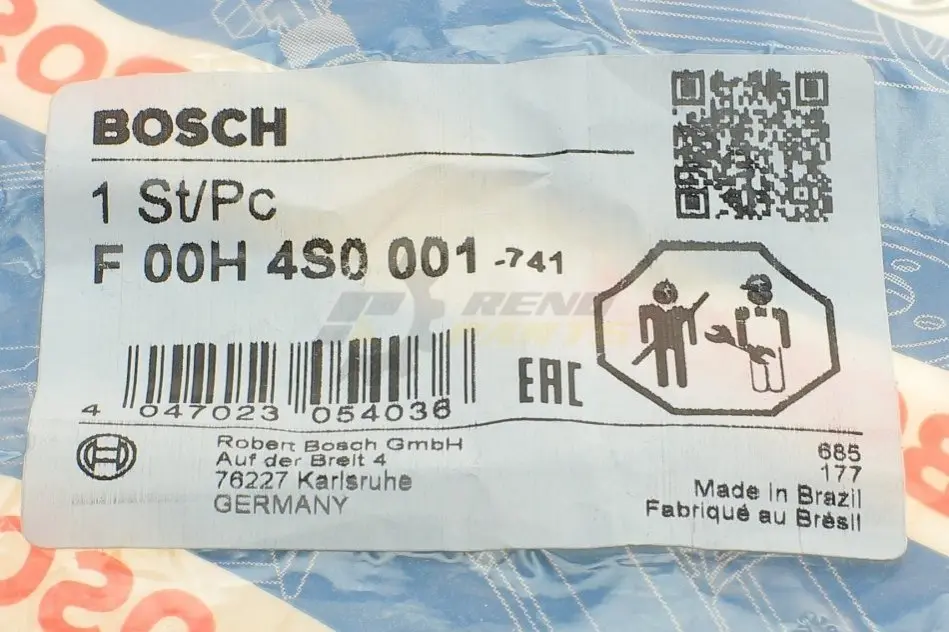 BOSCH
1 St/Pc
F 00H 4S0 001 -741
4 047023 054036
EAC
Robert Bosch GmbH
Auf der Breit 4
76227 Karlsruhe
GERMANY
685
177
Made in Brazil
Fabriqué au Brésil